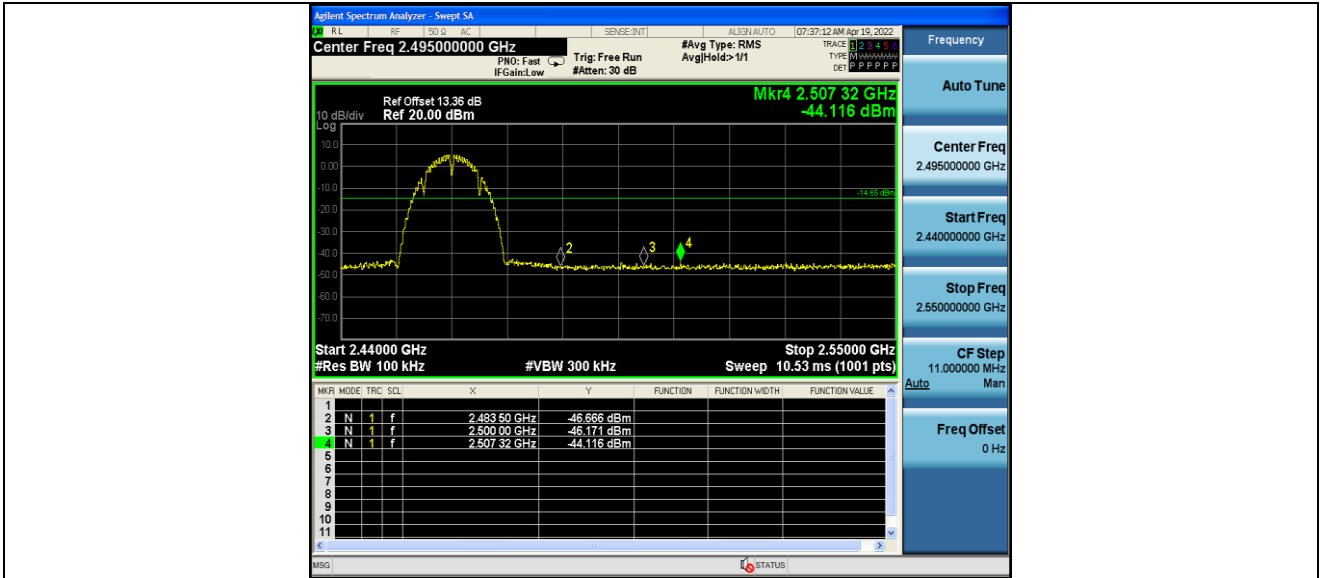 Agilent Spectrum Analyzer - Swept SA
RL RF 50 Ω AC SENSE:INT ALIGN AUTO 07:37:12 AM Apr 19, 2022
Center Freq 2.495000000 GHz
PNO: Fast
IFGain:Low
Trig: Free Run
#Atten: 30 dB
#Avg Type: RMS
Avg|Hold:>1/1
TRACE 1 2 3 4 5 6
TYPE M WWWWW
DET P P P P P P
Frequency
Mkr4 2.507 32 GHz
-44.116 dBm
Ref Offset 13.36 dB
10 dB/div Ref 20.00 dBm
Log
10.0
0.00
-10.0
-14.65 dBm
-20.0
-30.0
-40.0
-50.0
-60.0
-70.0
2
3
4
Start 2.44000 GHz Stop 2.55000 GHz
#Res BW 100 kHz #VBW 300 kHz Sweep 10.53 ms (1001 pts)
MKR MODE TRC SCL X Y FUNCTION FUNCTION WIDTH FUNCTION VALUE
1
2 N 1 f 2.483 50 GHz -46.666 dBm
3 N 1 f 2.500 00 GHz -46.171 dBm
4 N 1 f 2.507 32 GHz -44.116 dBm
5
6
7
8
9
10
11
MSG STATUS
Auto Tune
Center Freq
2.495000000 GHz
Start Freq
2.440000000 GHz
Stop Freq
2.550000000 GHz
CF Step
11.000000 MHz
Auto Man
Freq Offset
0 Hz